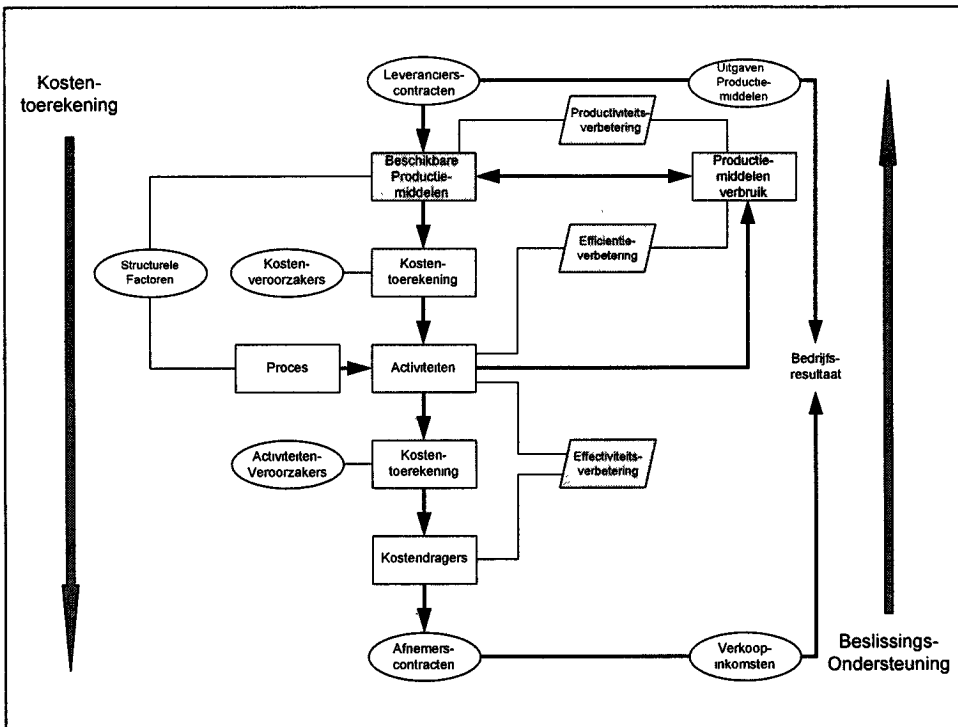 Kosten-
toerekening
Leveranciers-
contracten
Uitgaven
Productie-
middelen
Productiviteits-
verbetering
Beschikbare
Productie-
middelen
Productie-
middelen
verbruik
Structurele
Factoren
Kosten-
veroorzakers
Kosten-
toerekening
Efficientie-
verbetering
Proces
Activiteiten
Bedrijfs-
resultaat
Activiteiten-
Veroorzakers
Kosten-
toerekening
Effectiviteits-
verbetering
Kostendragers
Afnemers-
contracten
Verkoop-
inkomsten
Beslissings-
Ondersteuning